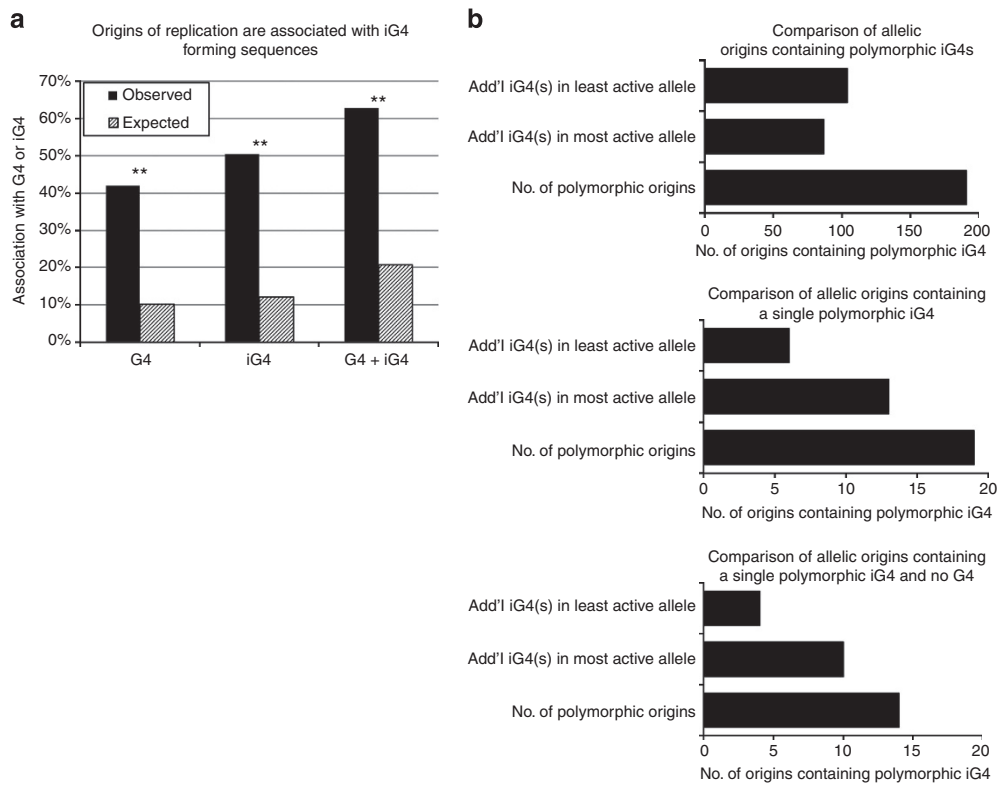 a
Origins of replication are associated with iG4
forming sequences
70%
60%
50%
40%
30%
20%
10%
0%
Association with G4 or iG4
Observed
Expected
**
**
**
G4
iG4
G4 + iG4
b
Comparison of allelic
origins containing polymorphic iG4s
Add'l iG4(s) in least active allele
Add'l iG4(s) in most active allele
No. of polymorphic origins
0 50 100 150 200
No. of origins containing polymorphic iG4
Comparison of allelic origins containing
a single polymorphic iG4
Add'l iG4(s) in least active allele
Add'l iG4(s) in most active allele
No. of polymorphic origins
0 5 10 15 20
No. of origins containing polymorphic iG4
Comparison of allelic origins containing
a single polymorphic iG4 and no G4
Add'l iG4(s) in least active allele
Add'l iG4(s) in most active allele
No. of polymorphic origins
0 5 10 15 20
No. of origins containing polymorphic iG4